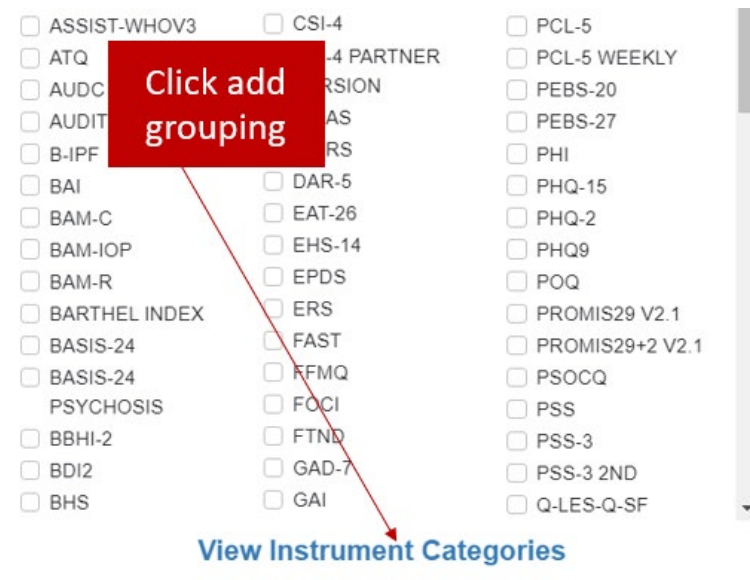 ASSIST-WHOV3
ATQ
AUDC
AUDIT
B-IPF
BAI
BAM-C
BAM-IOP
BAM-R
BARTHEL INDEX
BASIS-24
BASIS-24
PSYCHOSIS
BBHI-2
BDI2
BHS
Click add
grouping
CSI-4
-4 PARTNER
RSION
AS
RS
DAR-5
EAT-26
EHS-14
EPDS
ERS
FAST
FFMQ
FOCI
FTND
GAD-7
GAI
PCL-5
PCL-5 WEEKLY
PEBS-20
PEBS-27
PHI
PHQ-15
PHQ-2
PHQ9
POQ
PROMIS29 V2.1
PROMIS29+2 V2.1
PSOCQ
PSS
PSS-3
PSS-3 2ND
Q-LES-Q-SF
View Instrument Categories